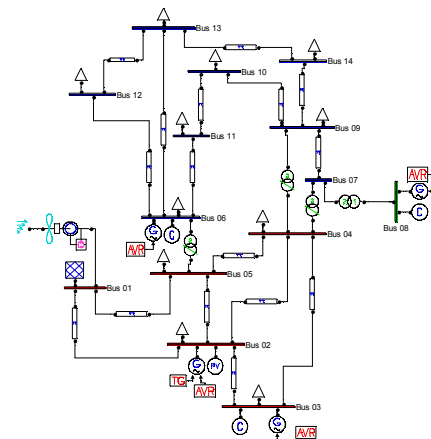 Bus 13
Bus 14
Bus 10
Bus 12
Bus 09
Bus 11
Bus 07
AVR
G
C
Bus 08
Bus 06
G
C
AVR
Bus 04
Bus 05
Bus 01
Bus 02
G
PV
TG
AVR
Bus 03
C
G
AVR